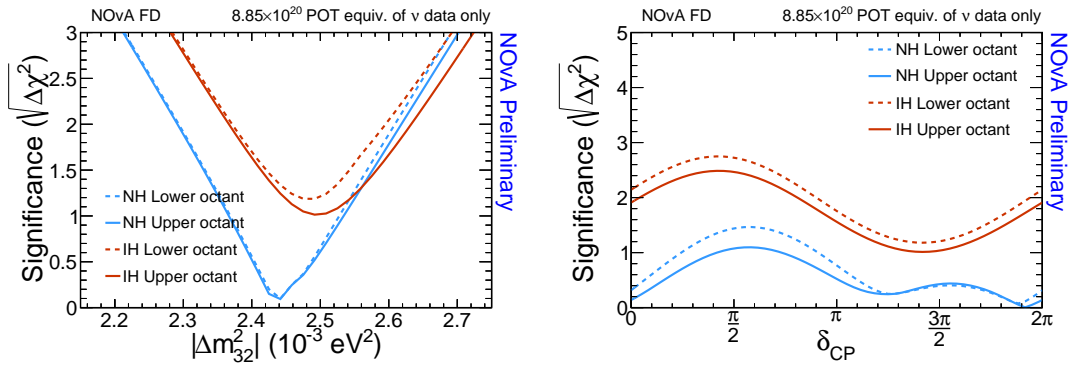 NOvA FD
8.85×10²⁰ POT equiv. of ν data only
Significance (√Δχ²)
3
2.5
2
1.5
1
0.5
0
NH Lower octant
NH Upper octant
IH Lower octant
IH Upper octant
2.2
2.3
2.4
2.5
2.6
2.7
|Δm²₃₂| (10⁻³ eV²)
NOvA Preliminary
NOvA FD
8.85×10²⁰ POT equiv. of ν data only
Significance (√Δχ²)
5
4
3
2
1
0
NH Lower octant
NH Upper octant
IH Lower octant
IH Upper octant
0
π/2
π
3π/2
2π
δCP
NOvA Preliminary